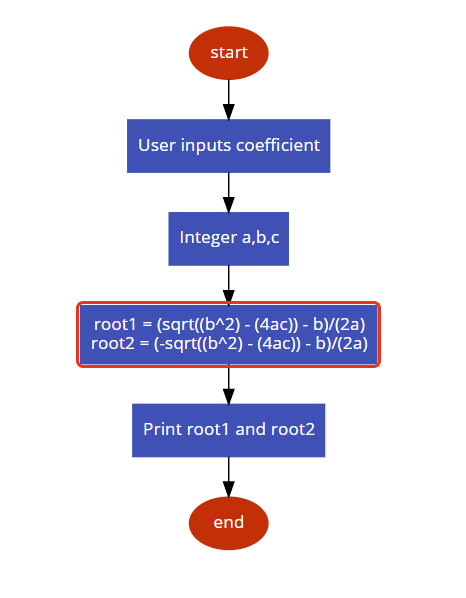 start
User inputs coefficient
Integer a,b,c
root1 = (sqrt((b^2) - (4ac)) - b)/(2a)
root2 = (-sqrt((b^2) - (4ac)) - b)/(2a)
Print root1 and root2
end